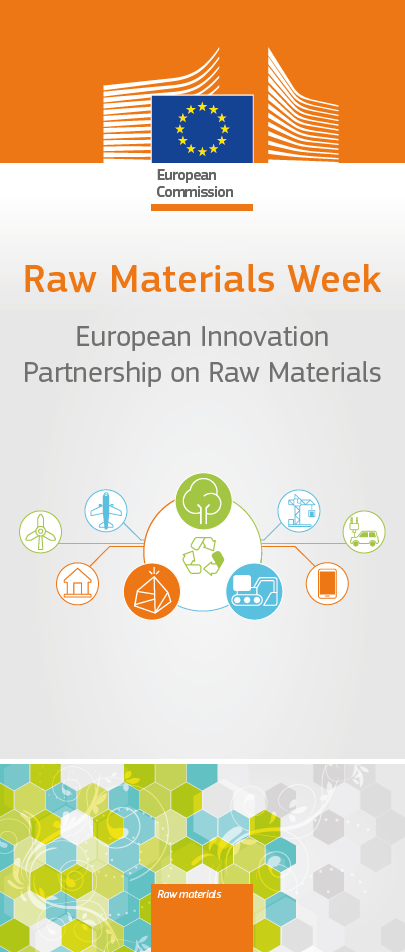 European
Commission
Raw Materials Week
European Innovation
Partnership on Raw Materials
Raw materials